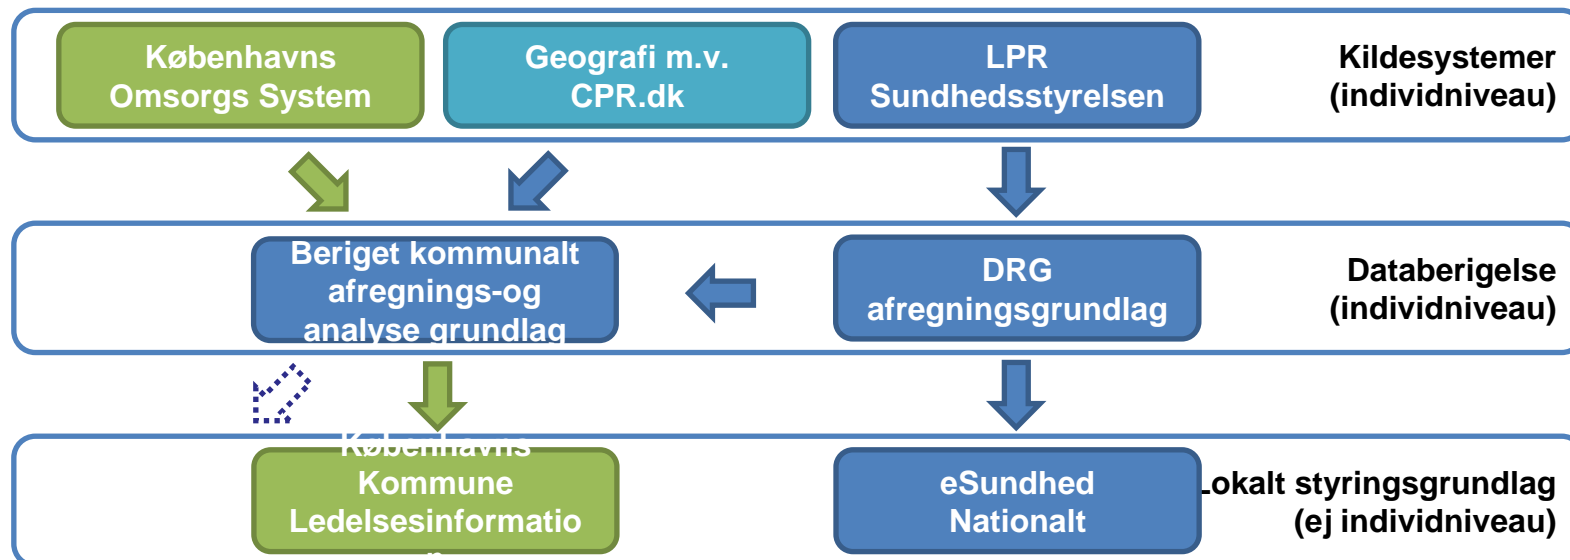 Københavns
Omsorgs System
Geografi m.v.
CPR.dk
LPR
Sundhedsstyrelsen
Kildesystemer
(individniveau)
Beriget kommunalt
afregnings-og
analyse grundlag
DRG
afregningsgrundlag
Databerigelse
(individniveau)
Københavns
Kommune
Ledelsesinformatio
n
eSundhed
Nationalt
Lokalt styringsgrundlag
(ej individniveau)